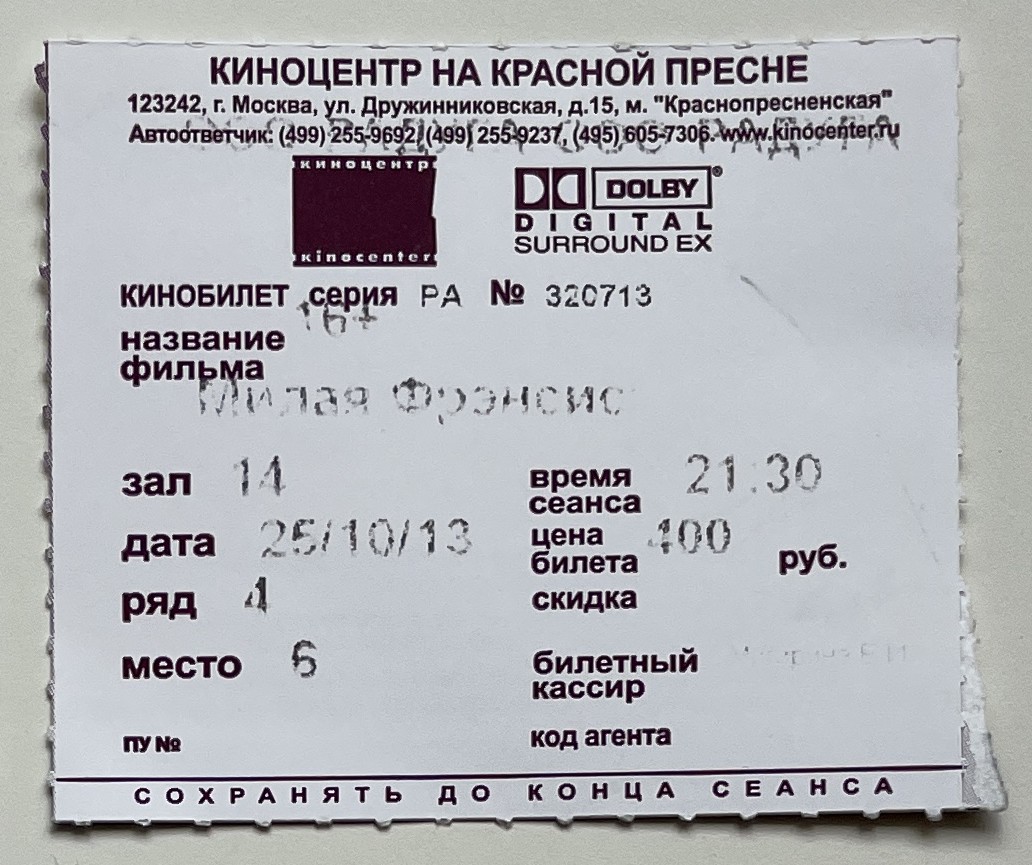 КИНОЦЕНТР НА КРАСНОЙ ПРЕСНЕ
123242, г. Москва, ул. Дружинниковская, д.15, м. "Краснопресненская"
Автоответчик: (499) 255-9692, (499) 255-9237, (495) 605-7306. www.kinocenter.ru
киноцентр
kinocenter
DOLBY®
DIGITAL
SURROUND EX
КИНОБИЛЕТ серия РА № 320713
16+
название
фильма
Милая Фрэнсис
зал 14
время
сеанса 21:30
дата 25/10/13
цена
билета 400 руб.
ряд 4
скидка
место 6
билетный
кассир
ПУ №
код агента
СОХРАНЯТЬ ДО КОНЦА СЕАНСА